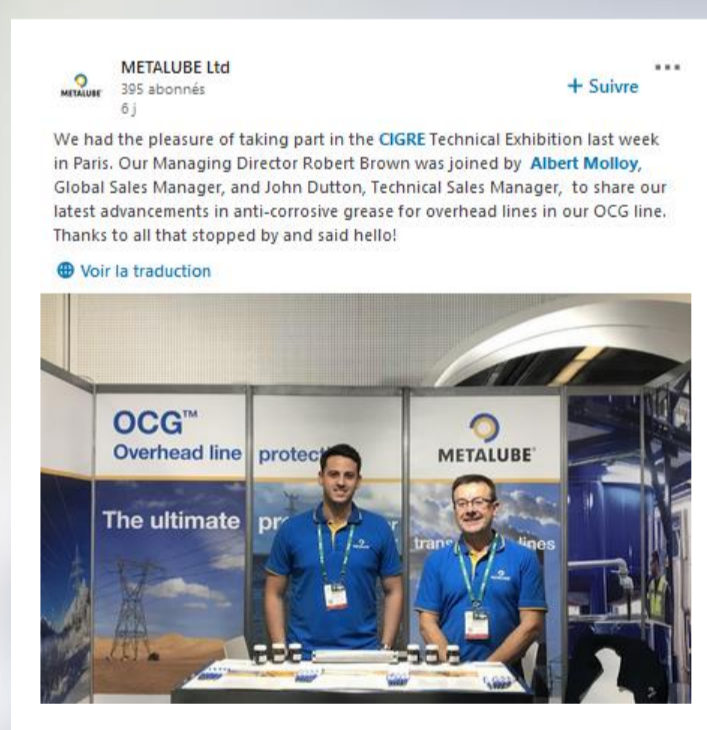 METALUBE Ltd
395 abonnés
6 j
METALUBE
+ Suivre
We had the pleasure of taking part in the CIGRE Technical Exhibition last week
in Paris. Our Managing Director Robert Brown was joined by Albert Molloy,
Global Sales Manager, and John Dutton, Technical Sales Manager, to share our
latest advancements in anti-corrosive grease for overhead lines in our OCG line.
Thanks to all that stopped by and said hello!
Voir la traduction
OCG™
Overhead line protec
The ultimate pr
METALUBE
trans
lines